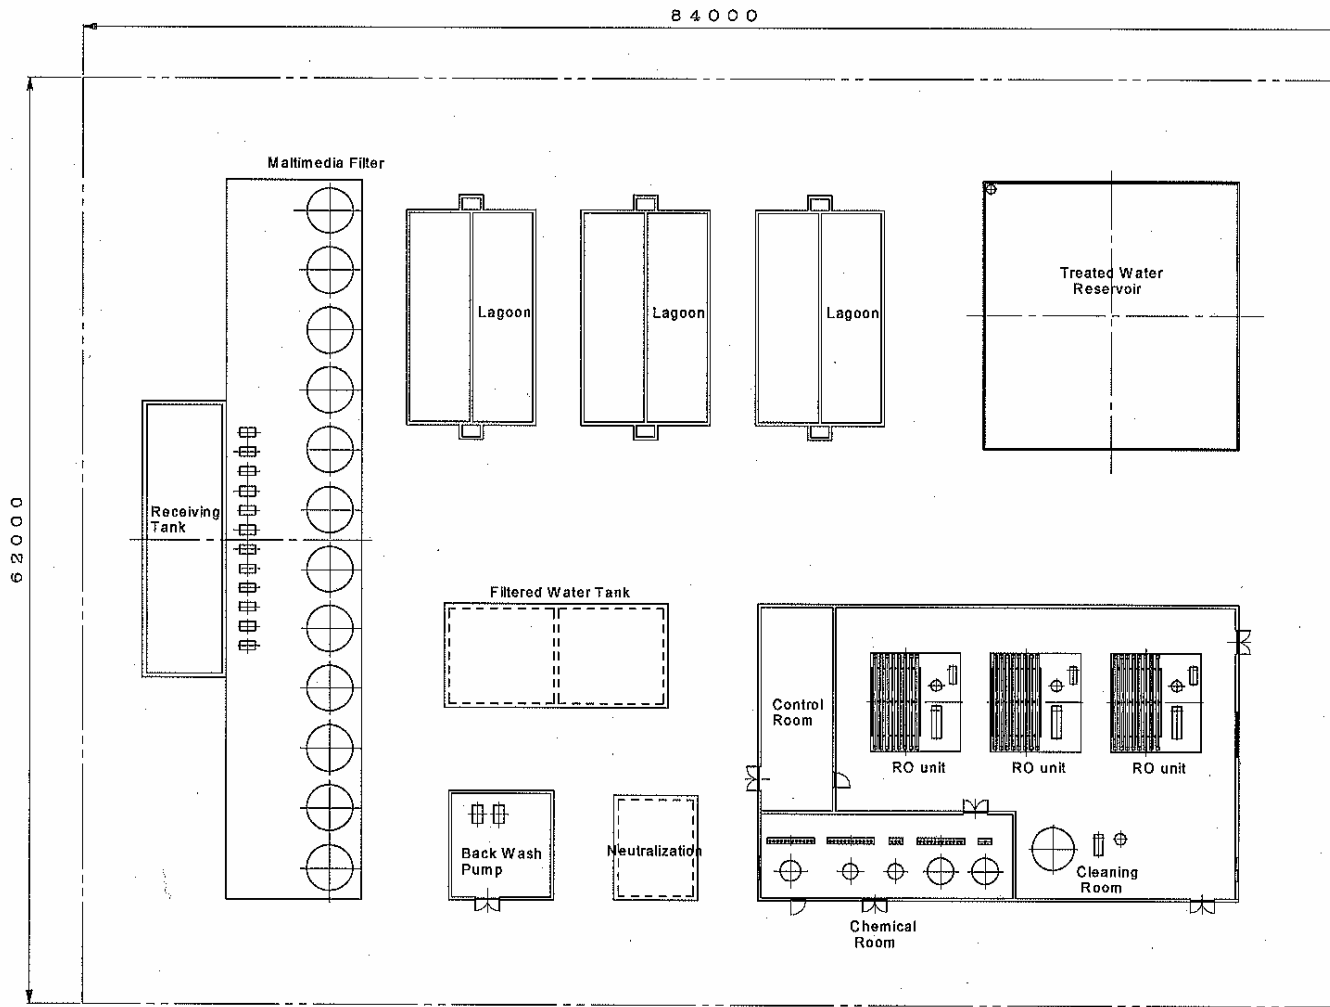 84000
62000
Maltimedia Filter
Lagoon
Lagoon
Lagoon
Treated Water
Reservoir
Receiving
Tank
Filtered Water Tank
Control
Room
RO unit
RO unit
RO unit
Back Wash
Pump
Neutralization
Cleaning
Room
Chemical
Room